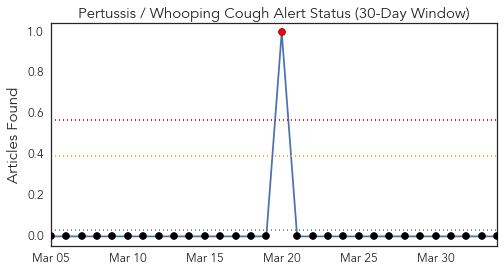 Pertussis / Whooping Cough Alert Status (30-Day Window)
Articles Found
1.0
0.8
0.6
0.4
0.2
0.0
Mar 05 Mar 10 Mar 15 Mar 20 Mar 25 Mar 30